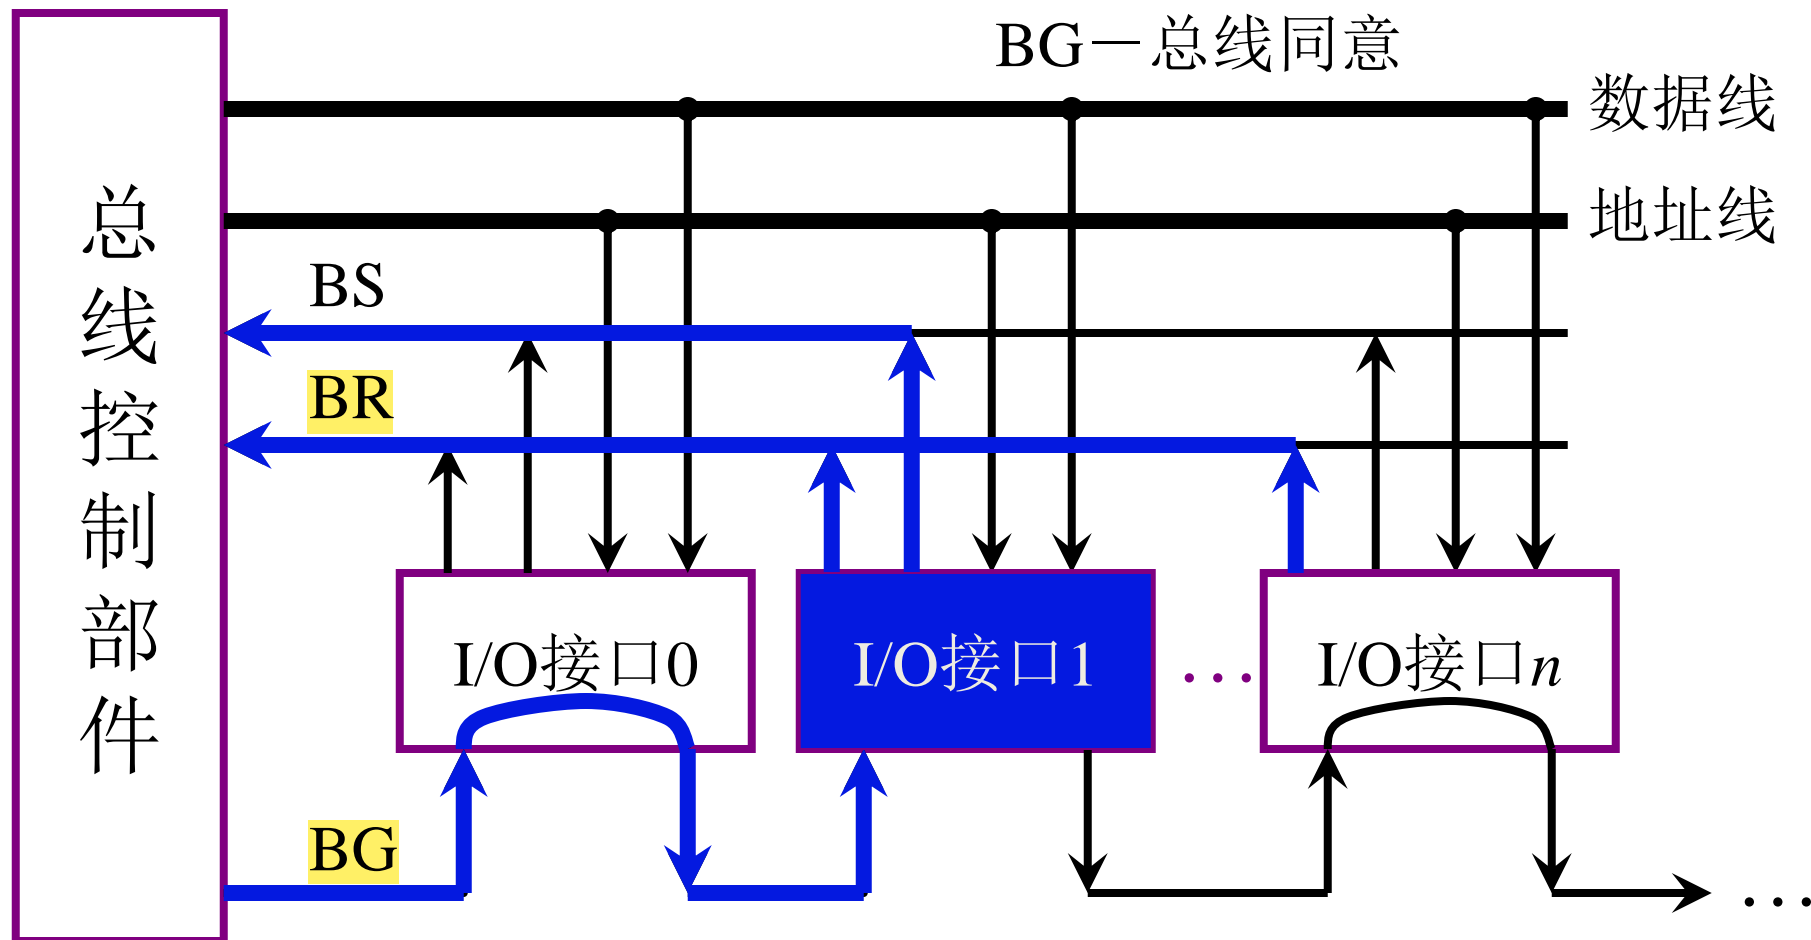 BG－总线同意
数据线
地址线
总线控制部件
BS
BR
I/O接口0
I/O接口1
…
I/O接口n
BG
…